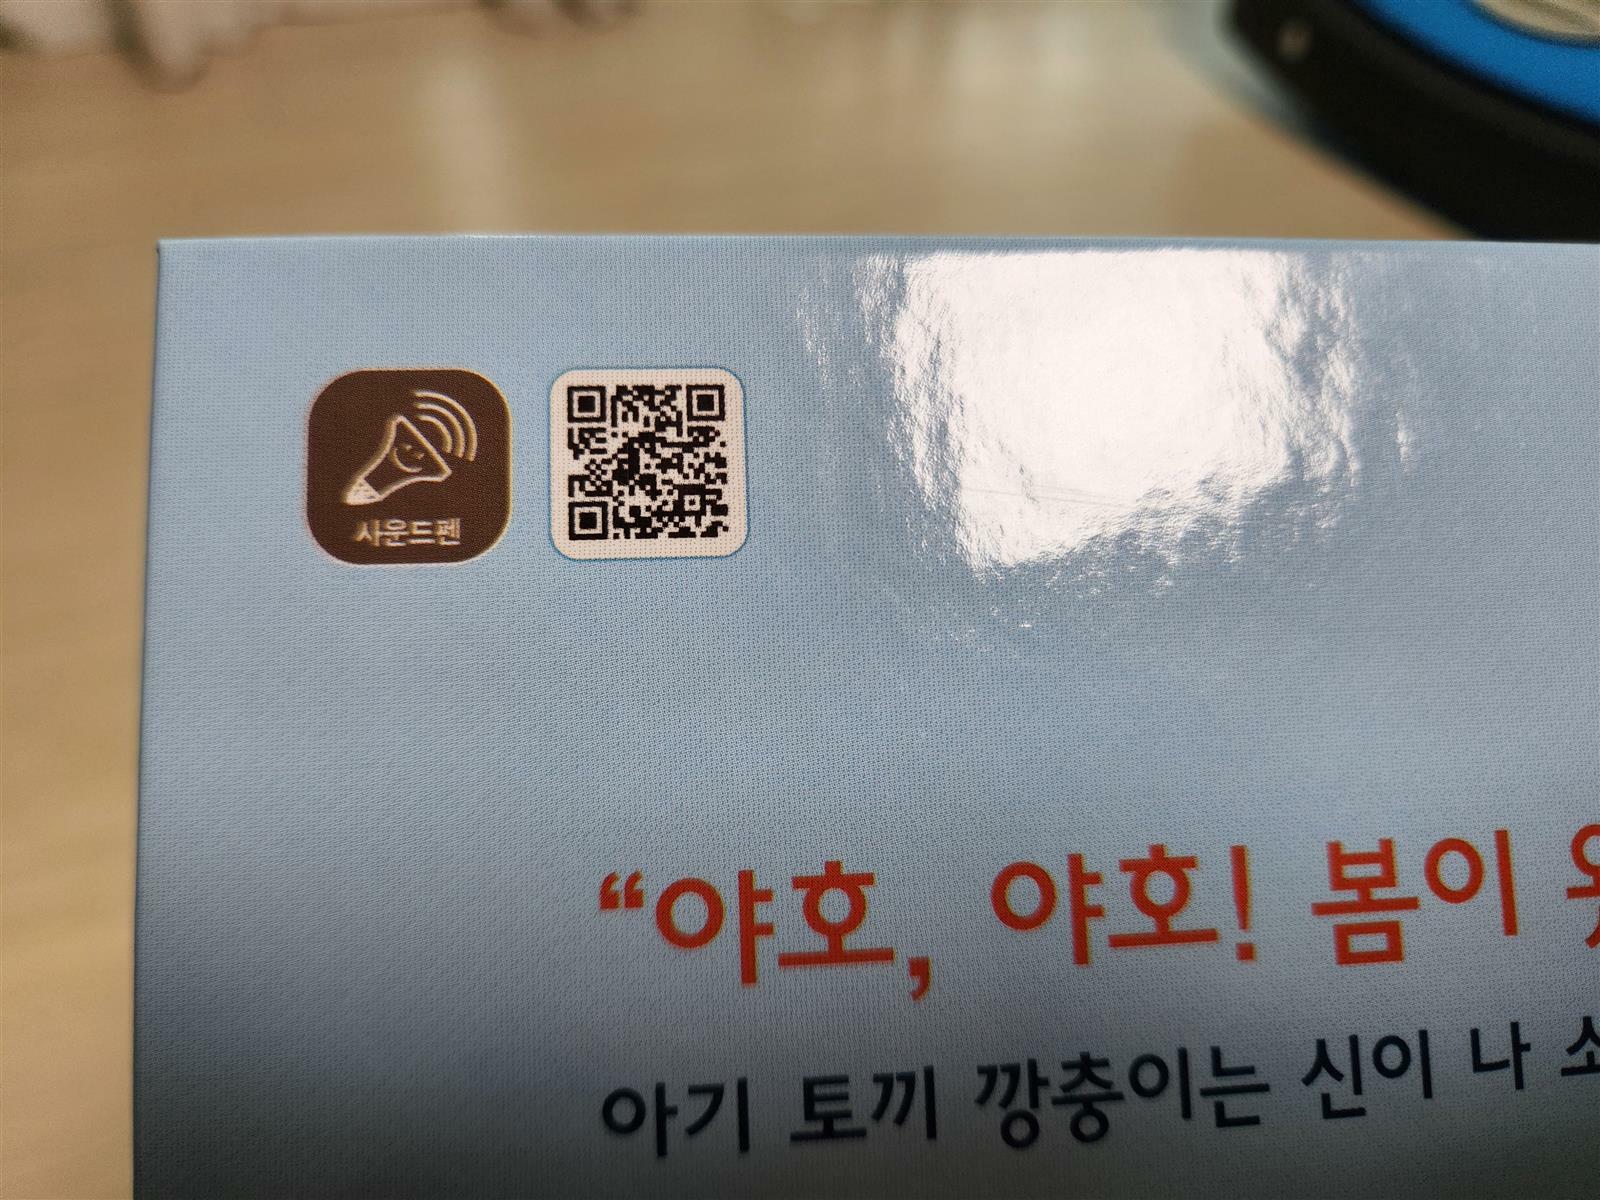 사운드펜
“야호, 야호! 봄이
아기 토끼 깡충이는 신이 나